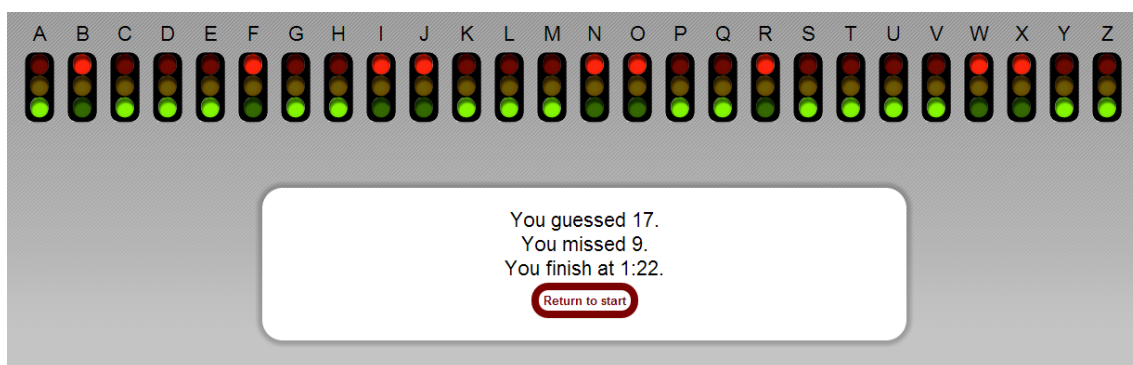 A B C D E F G H I J K L M N O P Q R S T U V W X Y Z
You guessed 17.
You missed 9.
You finish at 1:22.
Return to start